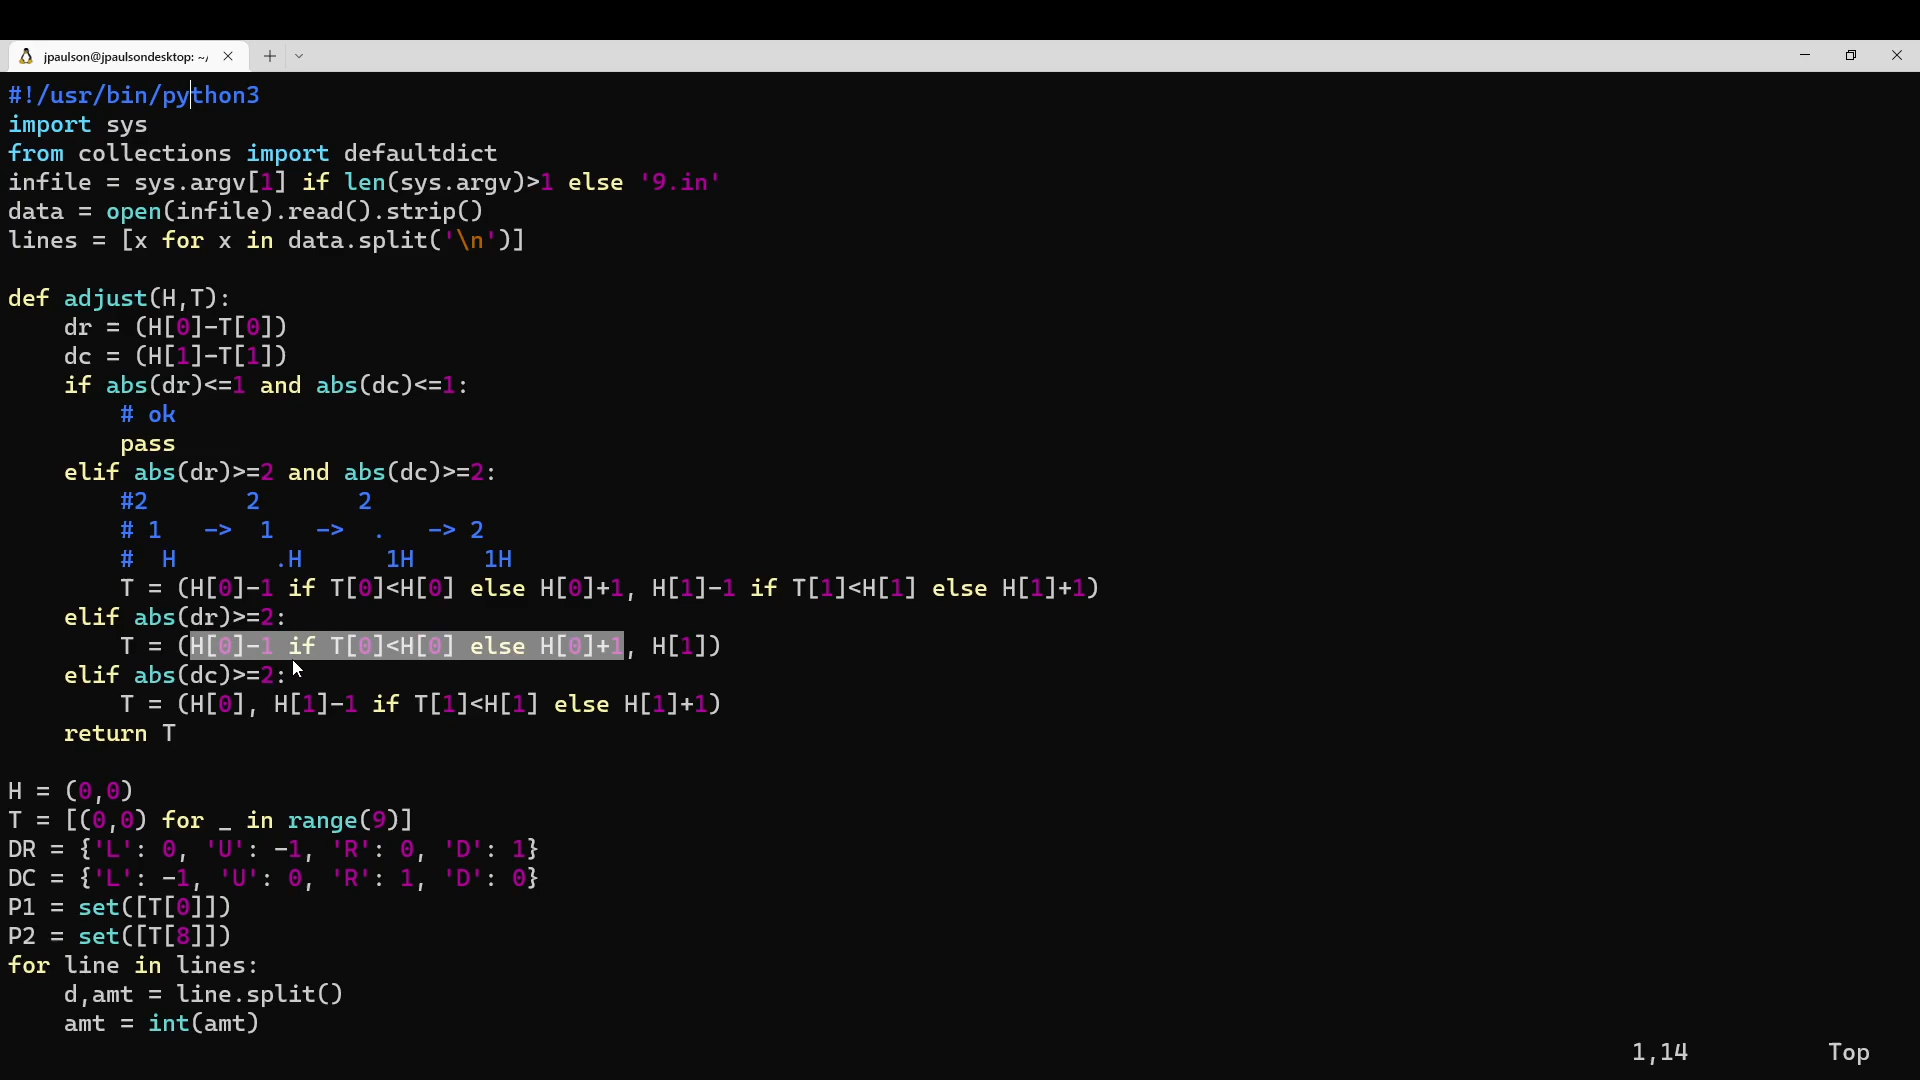 jpaulson@jpaulsondesktop: ~/
#!/usr/bin/python3
import sys
from collections import defaultdict
infile = sys.argv[1] if len(sys.argv)>1 else '9.in'
data = open(infile).read().strip()
lines = [x for x in data.split('\n')]

def adjust(H,T):
    dr = (H[0]-T[0])
    dc = (H[1]-T[1])
    if abs(dr)<=1 and abs(dc)<=1:
        # ok
        pass
    elif abs(dr)>=2 and abs(dc)>=2:
        #2       2       2
        # 1   ->  1   ->  .   -> 2
        #  H       .H      1H     1H
        T = (H[0]-1 if T[0]<H[0] else H[0]+1, H[1]-1 if T[1]<H[1] else H[1]+1)
    elif abs(dr)>=2:
        T = (H[0]-1 if T[0]<H[0] else H[0]+1, H[1])
    elif abs(dc)>=2:
        T = (H[0], H[1]-1 if T[1]<H[1] else H[1]+1)
    return T

H = (0,0)
T = [(0,0) for _ in range(9)]
DR = {'L': 0, 'U': -1, 'R': 0, 'D': 1}
DC = {'L': -1, 'U': 0, 'R': 1, 'D': 0}
P1 = set([T[0]])
P2 = set([T[8]])
for line in lines:
    d,amt = line.split()
    amt = int(amt)
1,14 Top